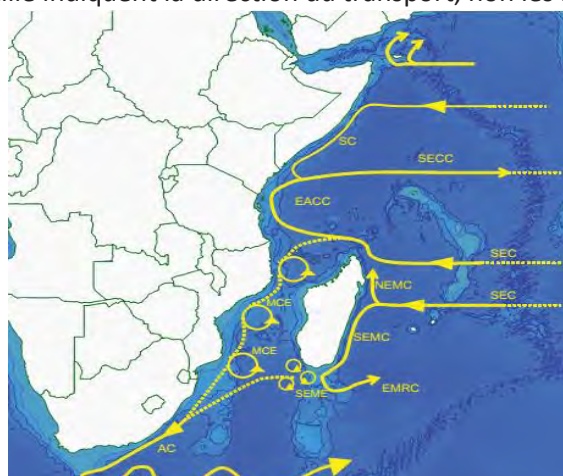 indiquent la direction du transport, non les
SC
SECC
EACC
SEC
NEMC
SEC
MCE
SEMC
MCE
EMRC
SEME
AC